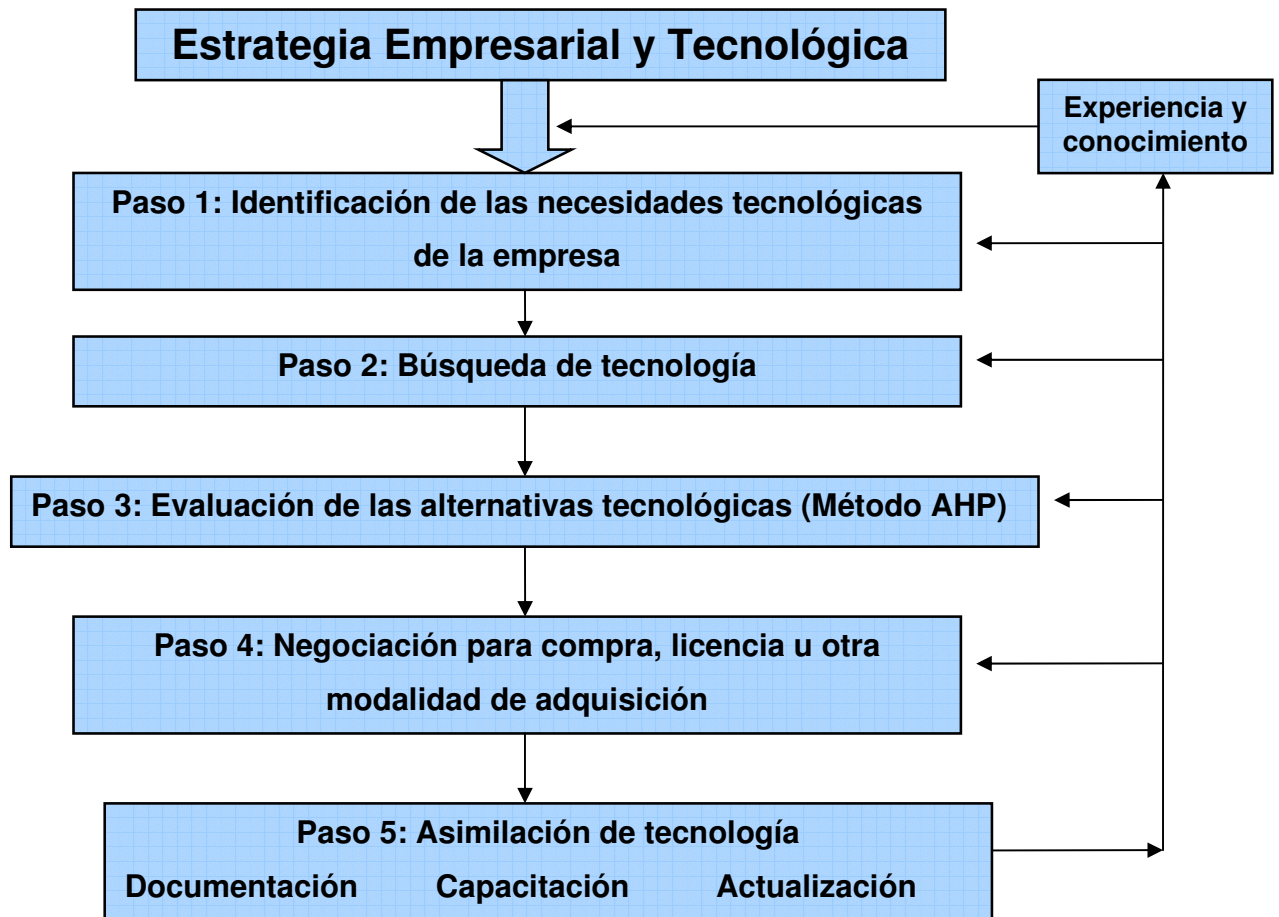 Estrategia Empresarial y Tecnológica
Experiencia y
conocimiento
Paso 1: Identificación de las necesidades tecnológicas
de la empresa
Paso 2: Búsqueda de tecnología
Paso 3: Evaluación de las alternativas tecnológicas (Método AHP)
Paso 4: Negociación para compra, licencia u otra
modalidad de adquisición
Paso 5: Asimilación de tecnología
Documentación Capacitación Actualización